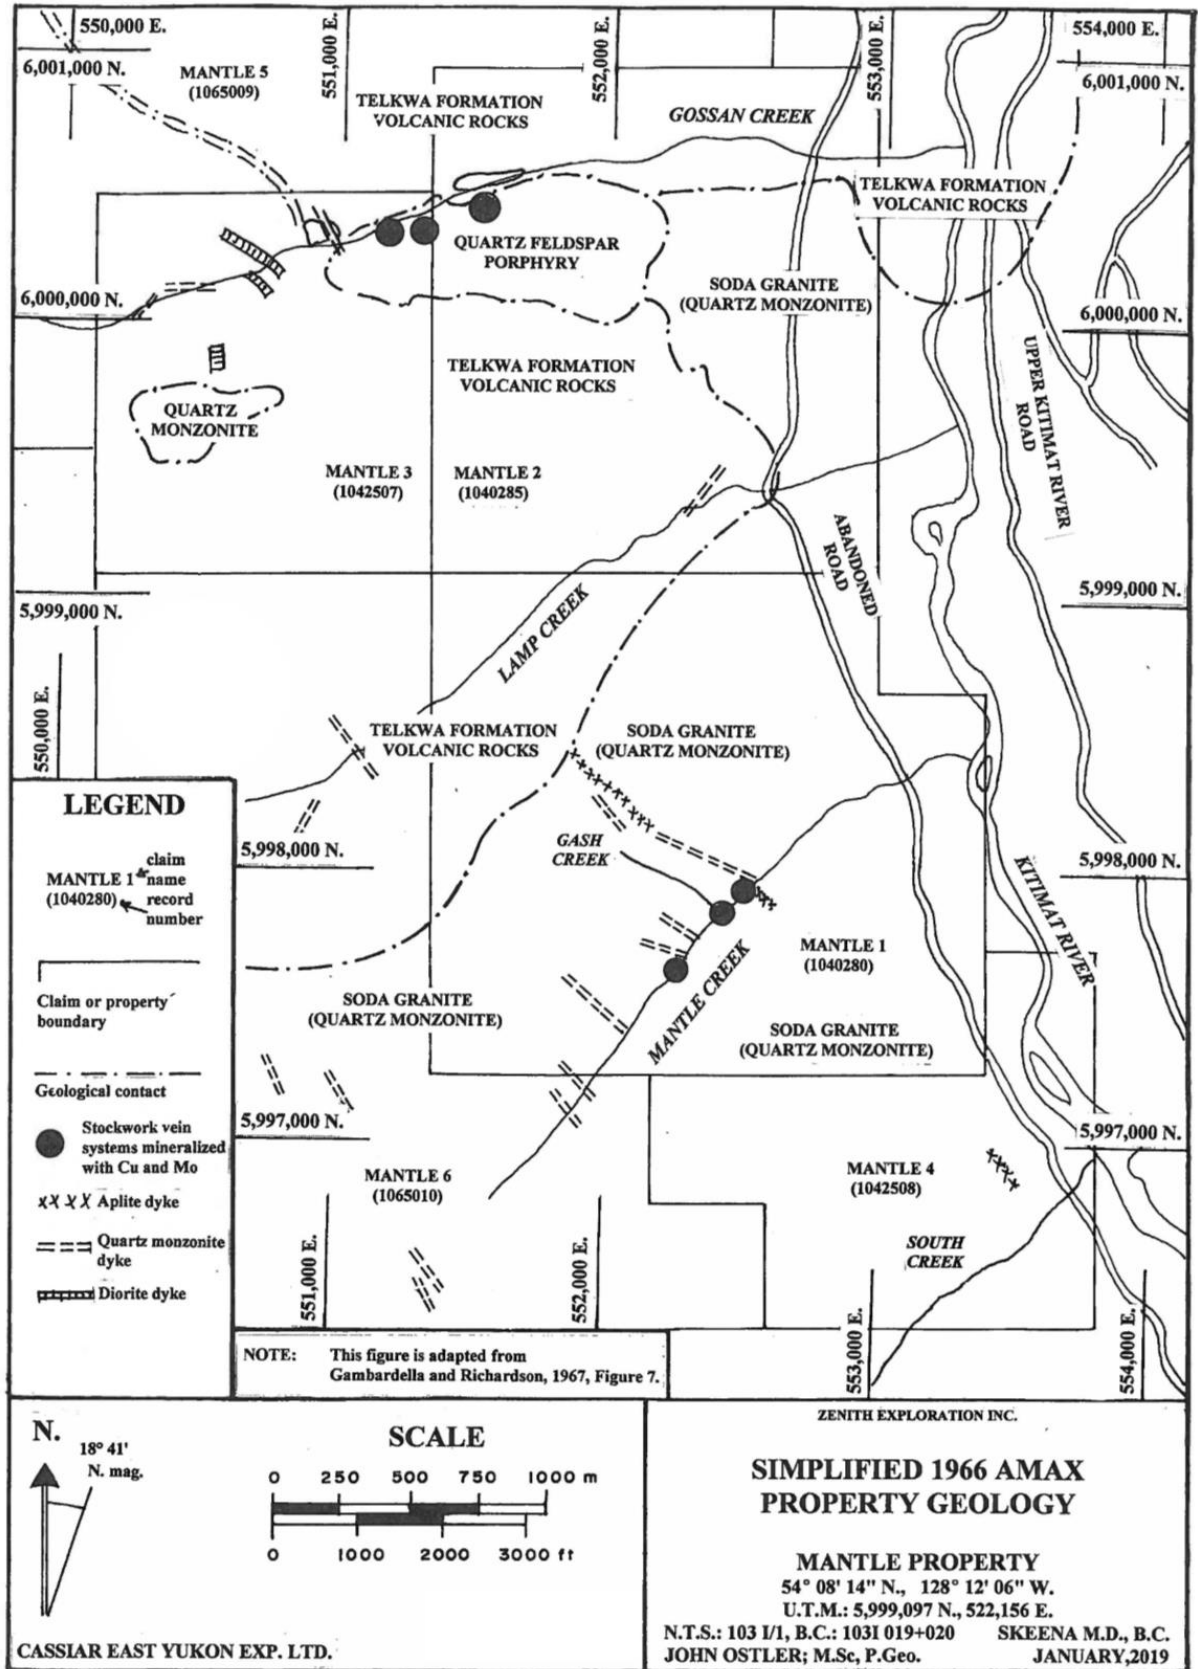 550,000 E.
551,000 E.
552,000 E.
553,000 E.
554,000 E.
6,001,000 N.
6,001,000 N.
MANTLE 5
(1065009)
TELKWA FORMATION
VOLCANIC ROCKS
GOSSAN CREEK
TELKWA FORMATION
VOLCANIC ROCKS
QUARTZ FELDSPAR
PORPHYRY
SODA GRANITE
(QUARTZ MONZONITE)
6,000,000 N.
6,000,000 N.
TELKWA FORMATION
VOLCANIC ROCKS
UPPER KITIMAT RIVER
ROAD
QUARTZ
MONZONITE
MANTLE 3
(1042507)
MANTLE 2
(1040285)
ABANDONED
ROAD
5,999,000 N.
5,999,000 N.
LAMP CREEK
550,000 E.
TELKWA FORMATION
VOLCANIC ROCKS
SODA GRANITE
(QUARTZ MONZONITE)
GASH
CREEK
5,998,000 N.
5,998,000 N.
KITIMAT RIVER
MANTLE 1
(1040280)
MANTLE CREEK
SODA GRANITE
(QUARTZ MONZONITE)
SODA GRANITE
(QUARTZ MONZONITE)
5,997,000 N.
5,997,000 N.
MANTLE 6
(1065010)
MANTLE 4
(1042508)
SOUTH
CREEK
551,000 E.
552,000 E.
553,000 E.
554,000 E.
LEGEND
MANTLE 1
(1040280)
claim
name
record
number
Claim or property
boundary
Geological contact
Stockwork vein
systems mineralized
with Cu and Mo
Aplite dyke
Quartz monzonite
dyke
Diorite dyke
NOTE: This figure is adapted from
Gambardella and Richardson, 1967, Figure 7.
N.
18° 41'
N. mag.
SCALE
0 250 500 750 1000 m
0 1000 2000 3000 ft
CASSIAR EAST YUKON EXP. LTD.
ZENITH EXPLORATION INC.
SIMPLIFIED 1966 AMAX
PROPERTY GEOLOGY
MANTLE PROPERTY
54° 08' 14" N., 128° 12' 06" W.
U.T.M.: 5,999,097 N., 522,156 E.
N.T.S.: 103 I/1, B.C.: 103I 019+020 SKEENA M.D., B.C.
JOHN OSTLER; M.Sc, P.Geo. JANUARY,2019